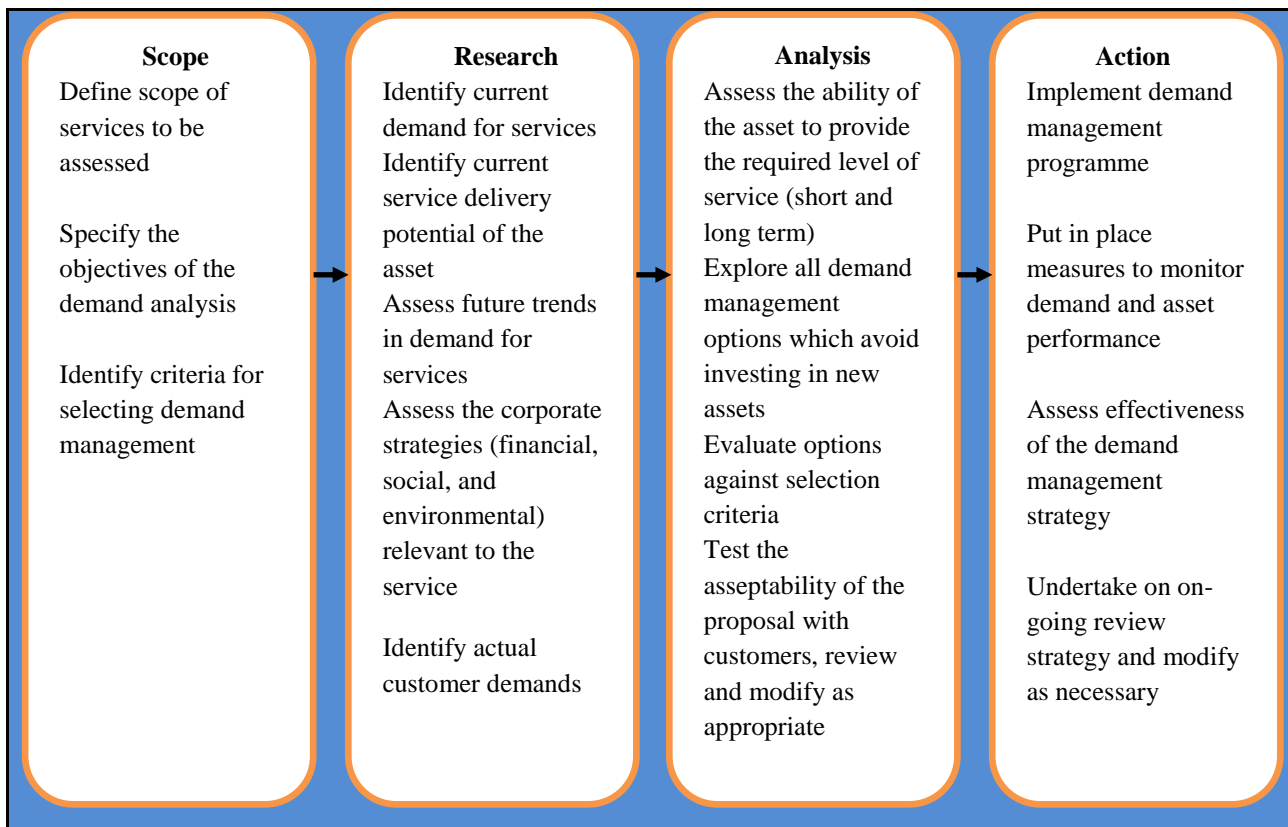 Scope
Define scope of
services to be
assessed
Specify the
objectives of the
demand analysis
Identify criteria for
selecting demand
management
Research
Identify current
demand for services
Identify current
service delivery
potential of the
asset
Assess future trends
in demand for
services
Assess the corporate
strategies (financial,
social, and
environmental)
relevant to the
service
Identify actual
customer demands
Analysis
Assess the ability of
the asset to provide
the required level of
service (short and
long term)
Explore all demand
management
options which avoid
investing in new
assets
Evaluate options
against selection
criteria
Test the
asseptability of the
proposal with
customers, review
and modify as
appropriate
Action
Implement demand
management
programme
Put in place
measures to monitor
demand and asset
performance
Assess effectiveness
of the demand
management
strategy
Undertake on on-
going review
strategy and modify
as necessary